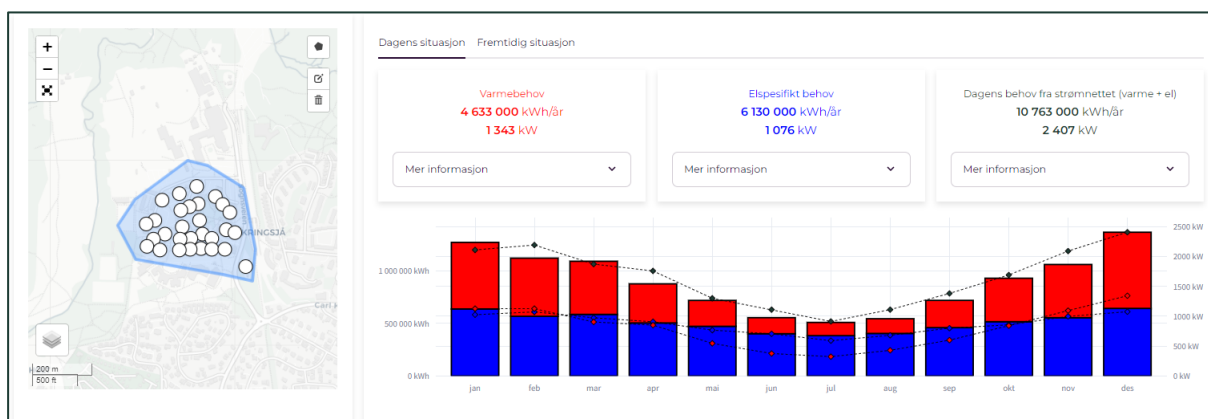 +
−
KRINGSJÅ
200 m
500 ft
Dagens situasjon
Fremtidig situasjon
Varmebehov
4 633 000 kWh/år
1 343 kW
Mer informasjon
Elspesifikt behov
6 130 000 kWh/år
1 076 kW
Mer informasjon
Dagens behov fra strømnettet (varme + el)
10 763 000 kWh/år
2 407 kW
Mer informasjon
1 000 000 kWh
500 000 kWh
0 kWh
2500 kW
2000 kW
1500 kW
1000 kW
500 kW
0 kW
jan feb mar apr mai jun jul aug sep okt nov des